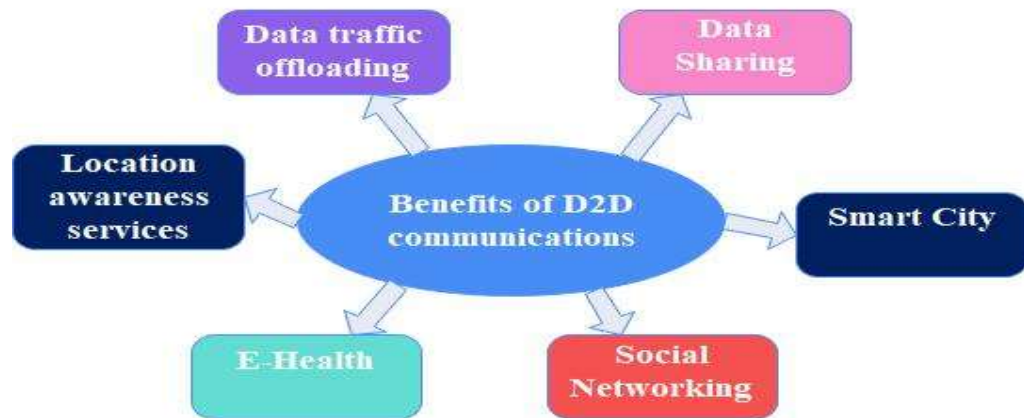 Data traffic
offloading
Data
Sharing
Location
awareness
services
Benefits of D2D
communications
Smart City
E-Health
Social
Networking